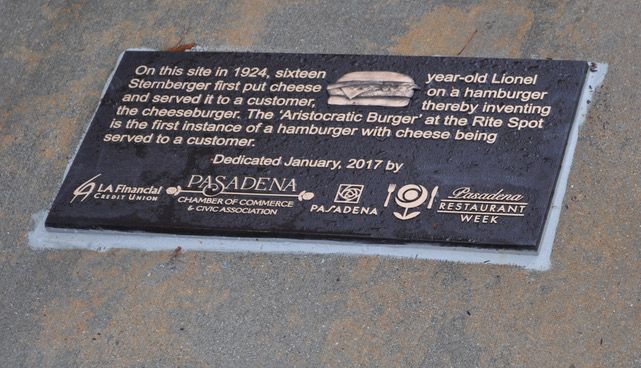 On this site in 1924, sixteen year-old Lionel
Sternberger first put cheese on a hamburger
and served it to a customer, thereby inventing
the cheeseburger. The 'Aristocratic Burger' at the Rite Spot
is the first instance of a hamburger with cheese being
served to a customer.
Dedicated January, 2017 by
LA Financial
CREDIT UNION
PASADENA
CHAMBER OF COMMERCE
& CIVIC ASSOCIATION
PASADENA
Pasadena
RESTAURANT
WEEK